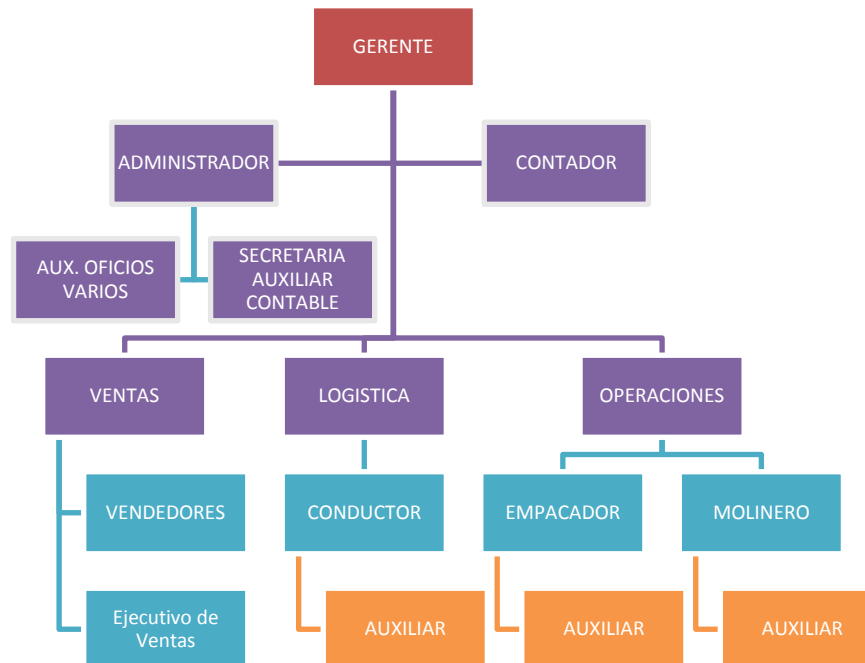 GERENTE
ADMINISTRADOR
CONTADOR
AUX. OFICIOS
VARIOS
SECRETARIA
AUXILIAR
CONTABLE
VENTAS
LOGISTICA
OPERACIONES
VENDEDORES
CONDUCTOR
EMPACADOR
MOLINERO
Ejecutivo de
Ventas
AUXILIAR
AUXILIAR
AUXILIAR